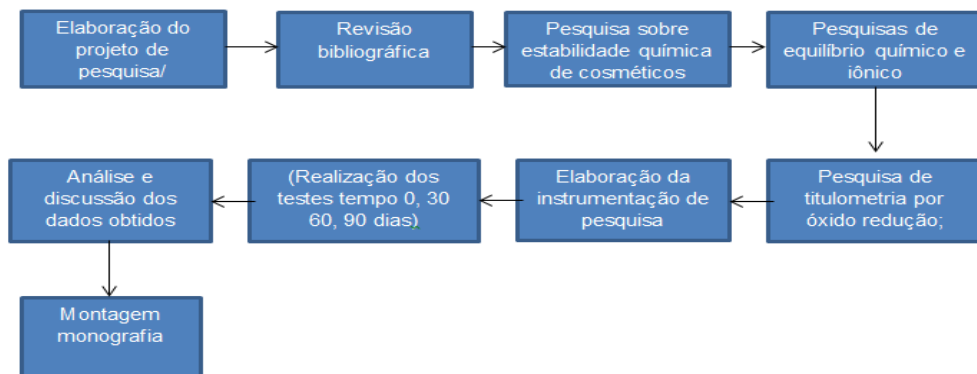 Elaboração do
projeto de
pesquisa/
Revisão
bibliográfica
Pesquisa sobre
estabilidade química
de cosméticos
Pesquisas de
equilíbrio químico e
iônico
Análise e
discussão dos
dados obtidos
(Realização dos
testes tempo 0, 30
60, 90 dias)
Elaboração da
instrumentação de
pesquisa
Pesquisa de
titulometria por
óxido redução;
Montagem
monografia